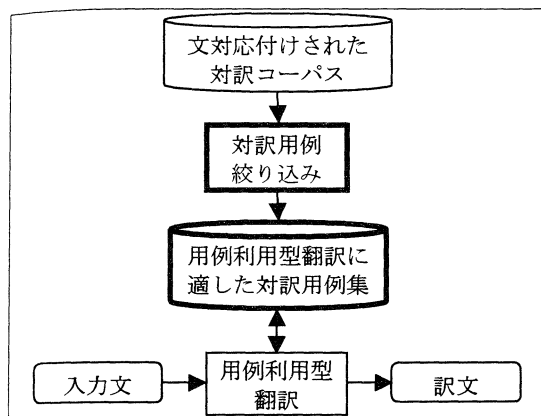 文対応付けされた
対訳コーパス
対訳用例
絞り込み
用例利用型翻訳に
適した対訳用例集
入力文
用例利用型
翻訳
訳文